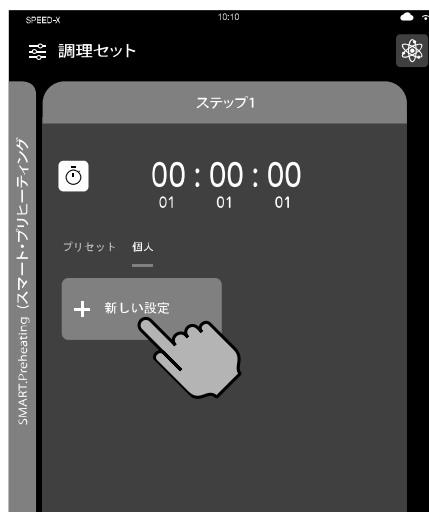 SPEED-X
10:10
調理セット
ステップ1
00 : 00 : 00
01 01 01
プリセット 個人
+ 新しい設定
SMART.Preheating (スマート・プリヒーティング